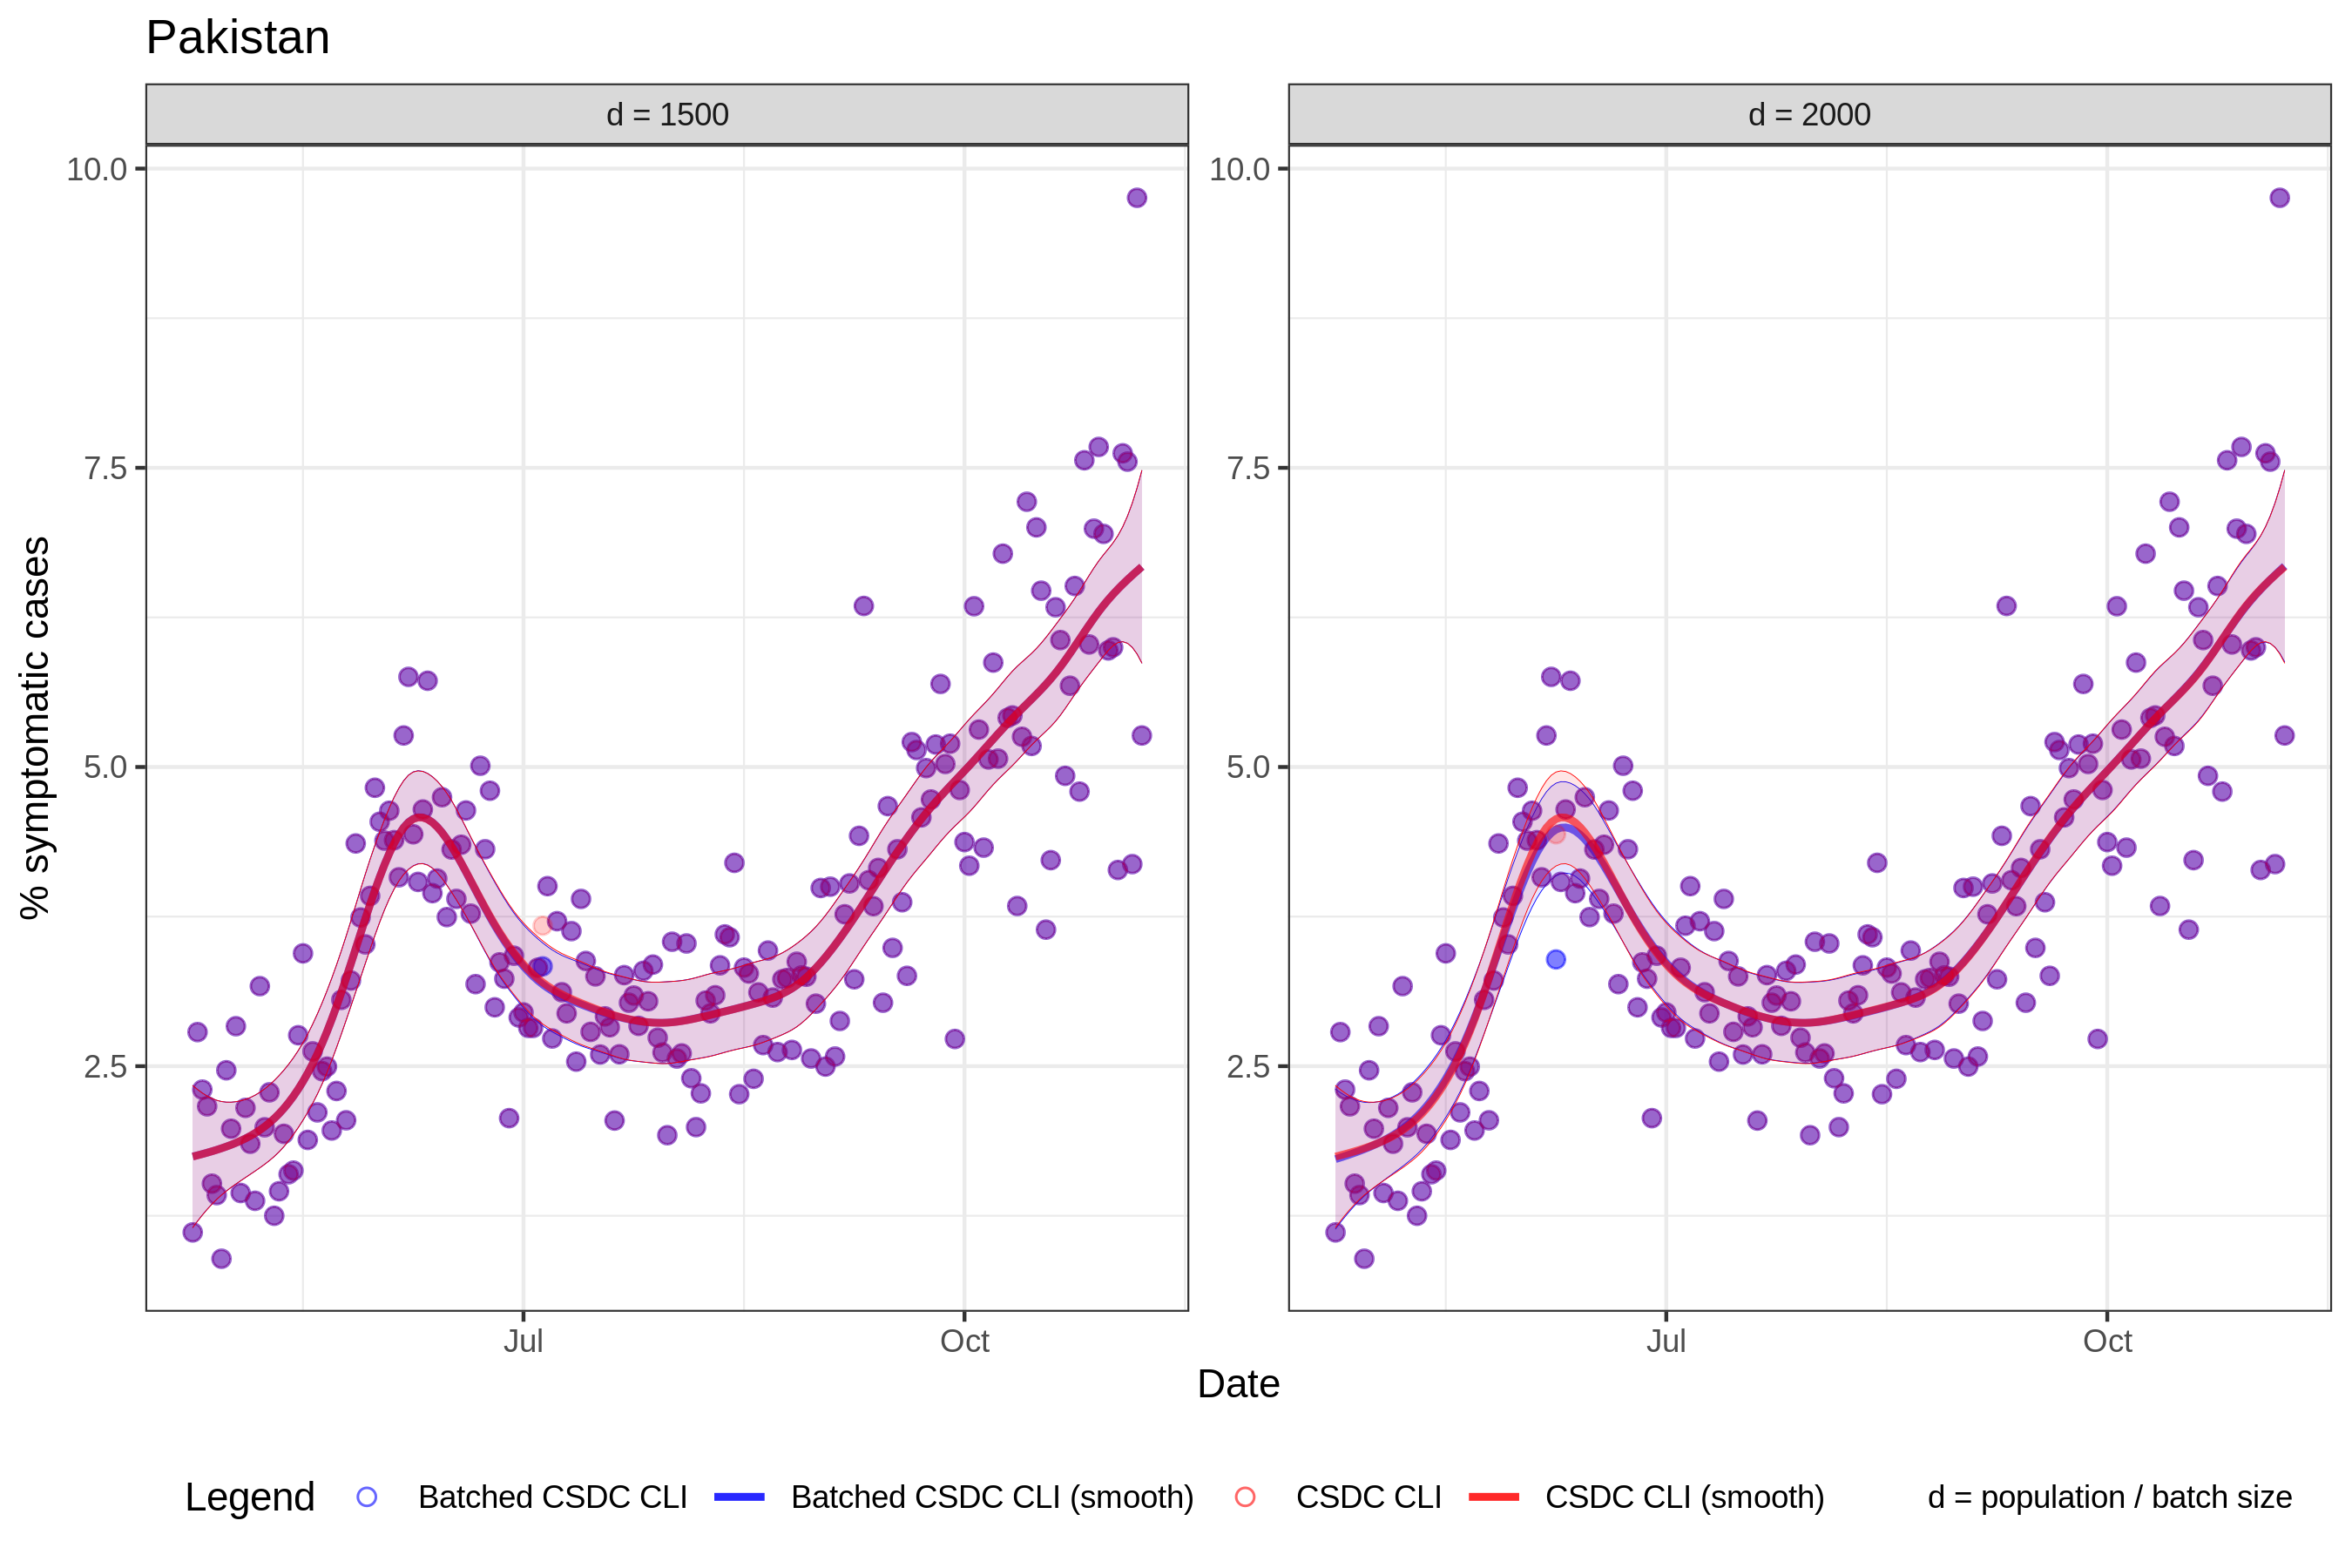 Pakistan
d = 1500
d = 2000
10.0
7.5
5.0
2.5
10.0
7.5
5.0
2.5
% symptomatic cases
Jul
Oct
Jul
Oct
Date
Legend Batched CSDC CLI Batched CSDC CLI (smooth) CSDC CLI CSDC CLI (smooth) d = population / batch size